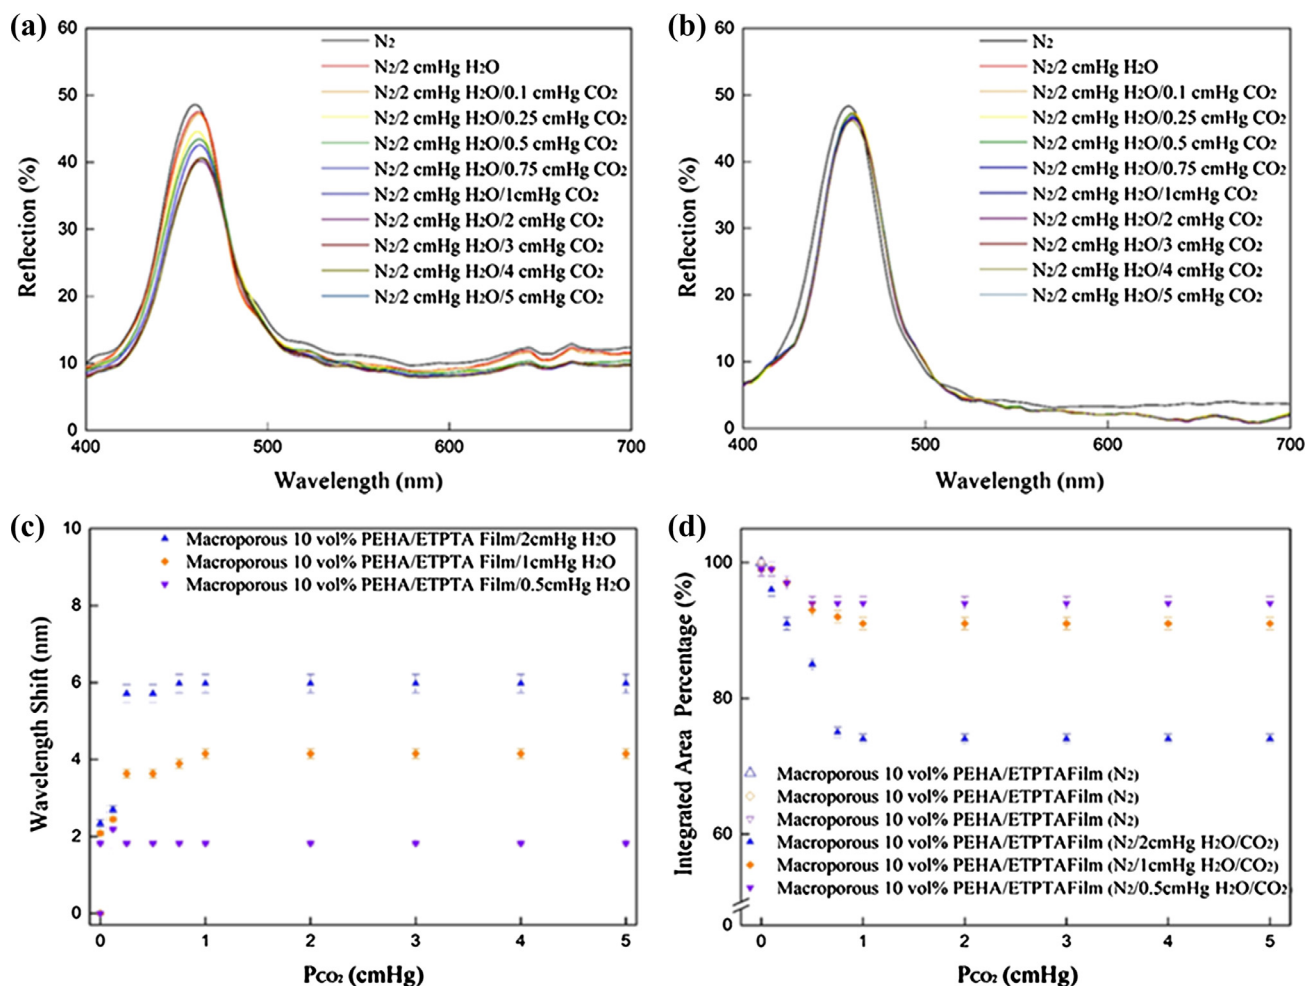 (a)
60
50
40
30
20
10
0
Reflection (%)
N2
N2/2 cmHg H2O
N2/2 cmHg H2O/0.1 cmHg CO2
N2/2 cmHg H2O/0.25 cmHg CO2
N2/2 cmHg H2O/0.5 cmHg CO2
N2/2 cmHg H2O/0.75 cmHg CO2
N2/2 cmHg H2O/1cmHg CO2
N2/2 cmHg H2O/2 cmHg CO2
N2/2 cmHg H2O/3 cmHg CO2
N2/2 cmHg H2O/4 cmHg CO2
N2/2 cmHg H2O/5 cmHg CO2
400 500 600 700
Wavelength (nm)
(b)
60
50
40
30
20
10
0
Reflection (%)
N2
N2/2 cmHg H2O
N2/2 cmHg H2O/0.1 cmHg CO2
N2/2 cmHg H2O/0.25 cmHg CO2
N2/2 cmHg H2O/0.5 cmHg CO2
N2/2 cmHg H2O/0.75 cmHg CO2
N2/2 cmHg H2O/1cmHg CO2
N2/2 cmHg H2O/2 cmHg CO2
N2/2 cmHg H2O/3 cmHg CO2
N2/2 cmHg H2O/4 cmHg CO2
N2/2 cmHg H2O/5 cmHg CO2
400 500 600 700
Wavelength (nm)
(c)
10
8
6
4
2
0
Wavelength Shift (nm)
Macroporous 10 vol% PEHA/ETPTA Film/2cmHg H2O
Macroporous 10 vol% PEHA/ETPTA Film/1cmHg H2O
Macroporous 10 vol% PEHA/ETPTA Film/0.5cmHg H2O
0 1 2 3 4 5
PCO2 (cmHg)
(d)
100
80
60
0
Integrated Area Percentage (%)
Macroporous 10 vol% PEHA/ETPTAFilm (N2)
Macroporous 10 vol% PEHA/ETPTAFilm (N2)
Macroporous 10 vol% PEHA/ETPTAFilm (N2)
Macroporous 10 vol% PEHA/ETPTAFilm (N2/2cmHg H2O/CO2)
Macroporous 10 vol% PEHA/ETPTAFilm (N2/1cmHg H2O/CO2)
Macroporous 10 vol% PEHA/ETPTAFilm (N2/0.5cmHg H2O/CO2)
0 1 2 3 4 5
PCO2 (cmHg)